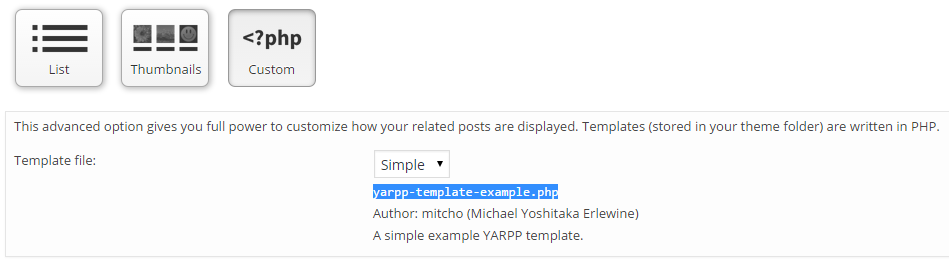 <?php
List
Thumbnails
Custom
This advanced option gives you full power to customize how your related posts are displayed. Templates (stored in your theme folder) are written in PHP.
Template file:
Simple
yarpp-template-example.php
Author: mitcho (Michael Yoshitaka Erlewine)
A simple example YARPP template.